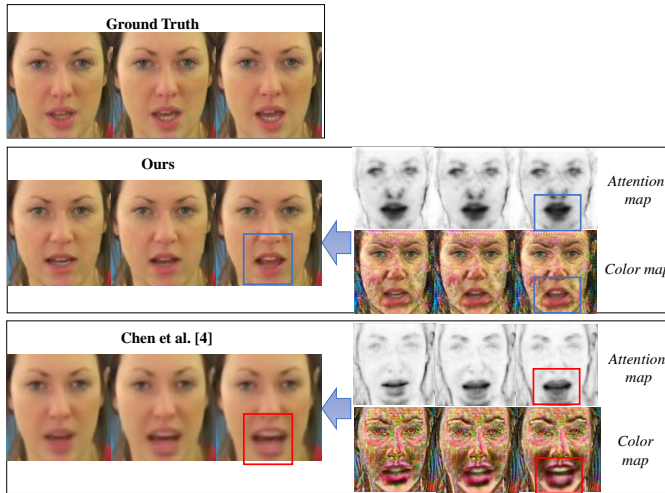 Ground Truth
Ours
Attention
map
Color map
Chen et al. [4]
Attention
map
Color
map